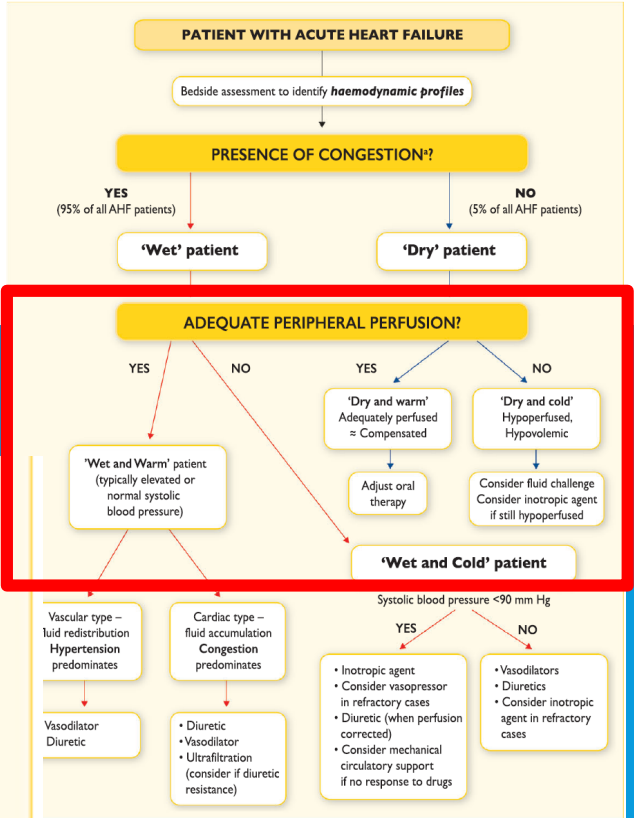 PATIENT WITH ACUTE HEART FAILURE
Bedside assessment to identify haemodynamic profiles
PRESENCE OF CONGESTIONª?
YES
(95% of all AHF patients)
NO
(5% of all AHF patients)
‘Wet’ patient
‘Dry’ patient
ADEQUATE PERIPHERAL PERFUSION?
YES
NO
YES
NO
’Wet and Warm’ patient
(typically elevated or
normal systolic
blood pressure)
‘Dry and warm’
Adequately perfused
≈ Compensated
‘Dry and cold’
Hypoperfused,
Hypovolemic
Adjust oral
therapy
Consider fluid challenge
Consider inotropic agent
if still hypoperfused
‘Wet and Cold’ patient
Vascular type –
luid redistribution
Hypertension
predominates
Cardiac type –
fluid accumulation
Congestion
predominates
Systolic blood pressure <90 mm Hg
YES
NO
Vasodilator
Diuretic
• Diuretic
• Vasodilator
• Ultrafiltration
(consider if diuretic
resistance)
• Inotropic agent
• Consider vasopressor
in refractory cases
• Diuretic (when perfusion
corrected)
• Consider mechanical
circulatory support
if no response to drugs
• Vasodilators
• Diuretics
• Consider inotropic
agent in refractory
cases